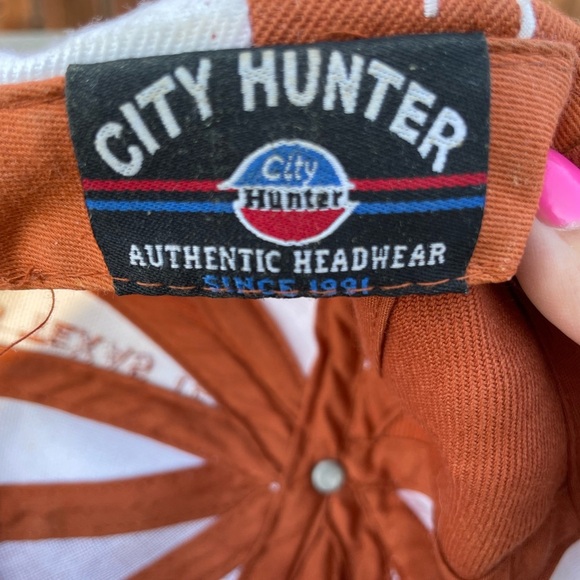 CITY HUNTER
City
Hunter
AUTHENTIC HEADWEAR
SINCE 1991